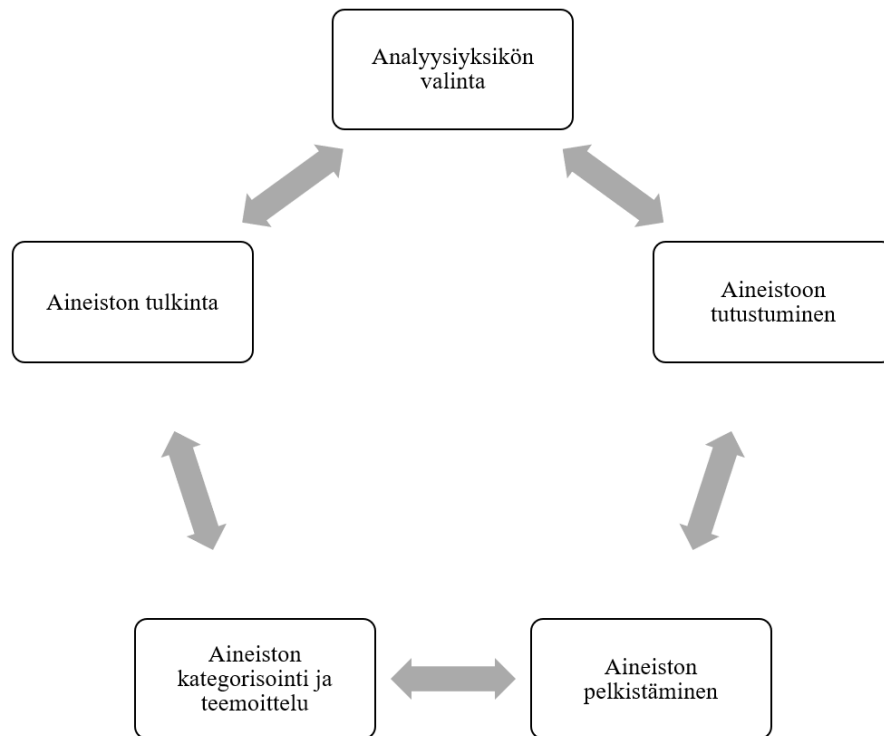 Analyysiyksikön
valinta
Aineiston tulkinta
Aineistoon
tutustuminen
Aineiston
kategorisointi ja
teemoittelu
Aineiston
pelkistäminen